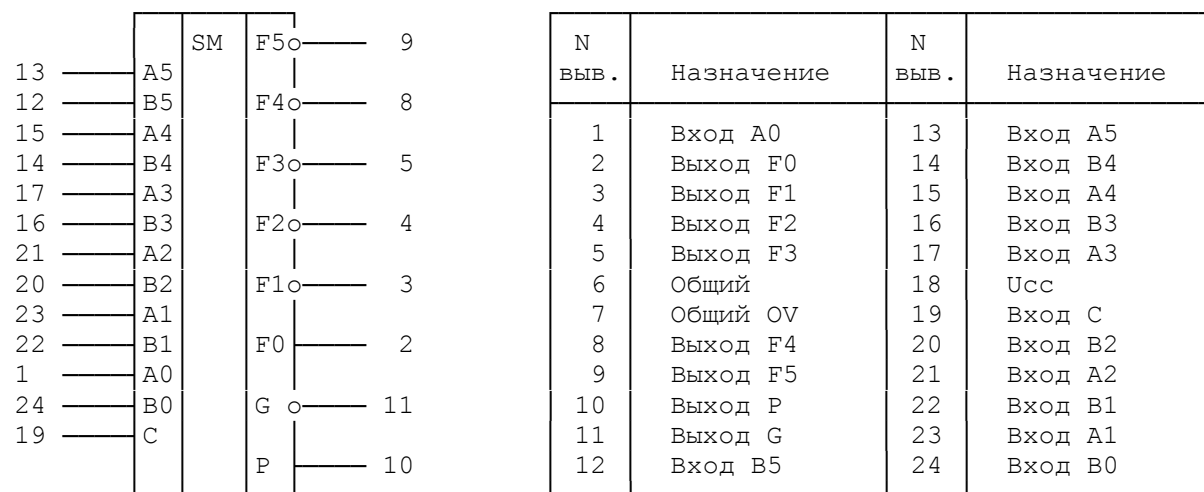 SM F5 9 N N
13 A5 выв. Назначение выв. Назначение
12 B5 F4 8
15 A4 1 Вход A0 13 Вход A5
14 B4 F3 5 2 Выход F0 14 Вход B4
17 A3 3 Выход F1 15 Вход A4
16 B3 F2 4 4 Выход F2 16 Вход B3
21 A2 5 Выход F3 17 Вход A3
20 B2 F1 3 6 Общий 18 Ucc
23 A1 7 Общий OV 19 Вход C
22 B1 F0 2 8 Выход F4 20 Вход B2
1 A0 9 Выход F5 21 Вход A2
24 B0 G 11 10 Выход P 22 Вход B1
19 C 11 Выход G 23 Вход A1
P 10 12 Вход B5 24 Вход B0